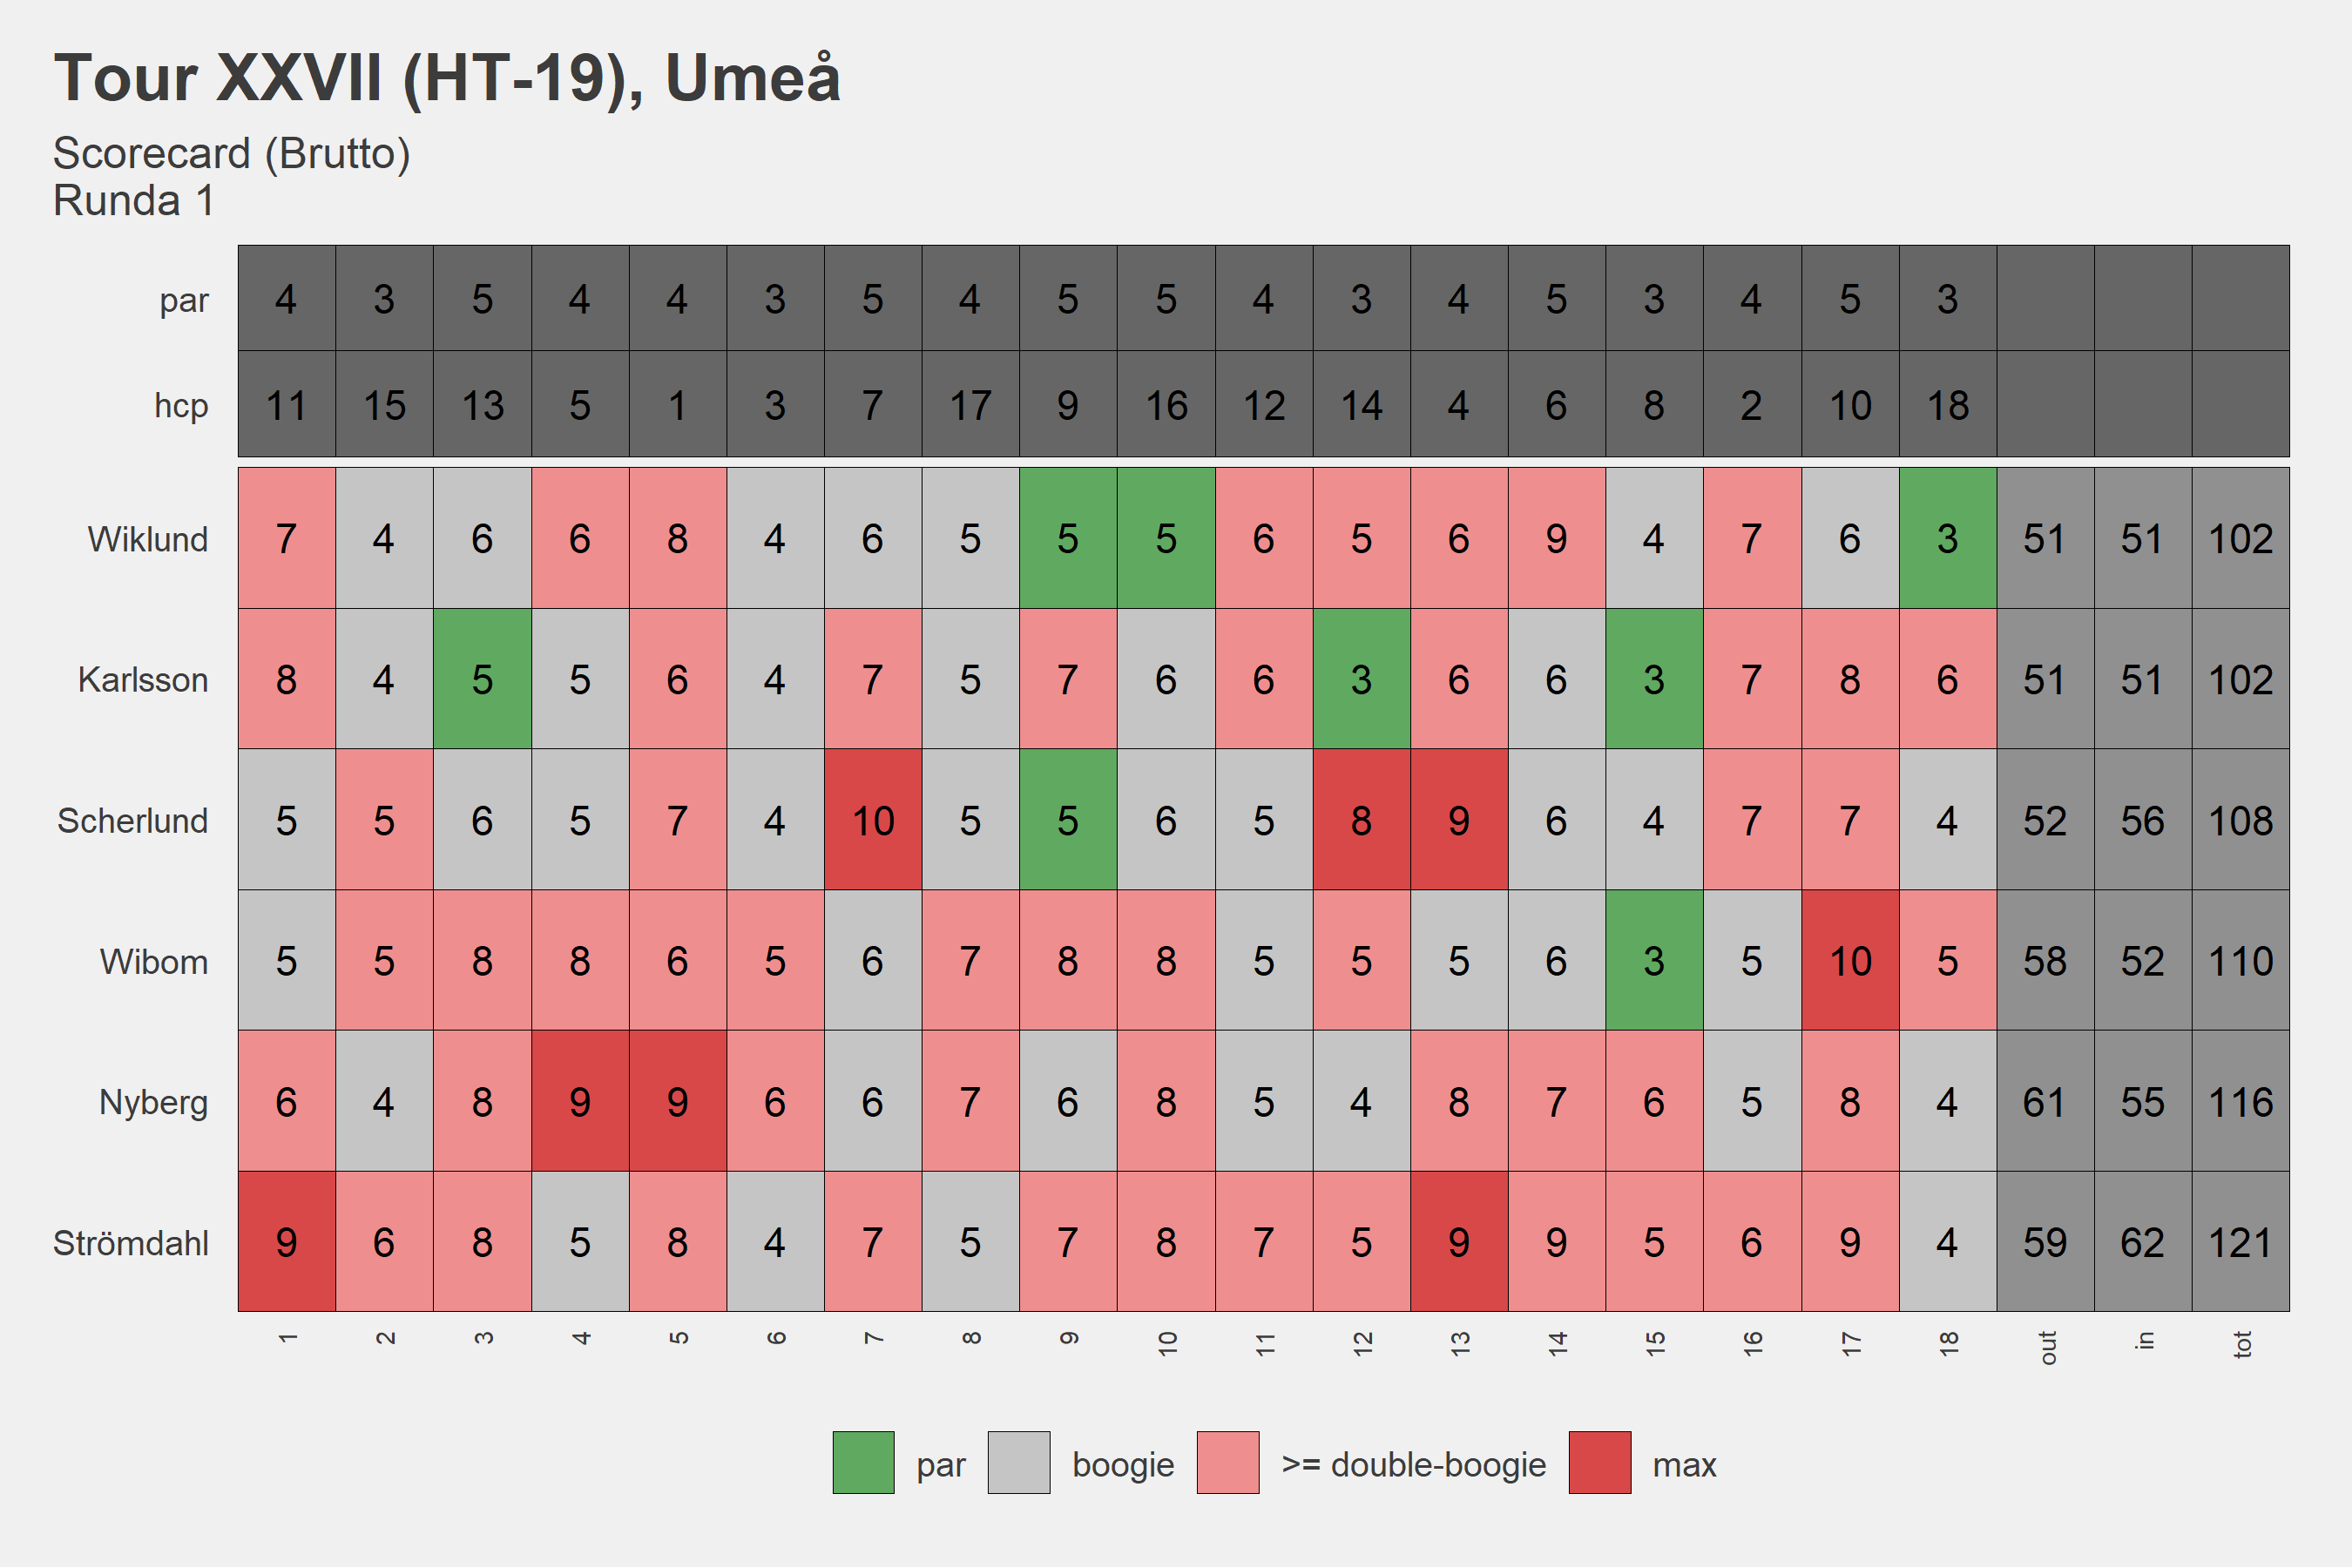 Tour XXVII (HT-19), Umeå
Scorecard (Brutto)
Runda 1
par 4 3 5 4 4 3 5 4 5 5 4 3 4 5 3 4 5 3
hcp 11 15 13 5 1 3 7 17 9 16 12 14 4 6 8 2 10 18
Wiklund 7 4 6 6 8 4 6 5 5 5 6 5 6 9 4 7 6 3 51 51 102
Karlsson 8 4 5 5 6 4 7 5 7 6 6 3 6 6 3 7 8 6 51 51 102
Scherlund 5 5 6 5 7 4 10 5 5 6 5 8 9 6 4 7 7 4 52 56 108
Wibom 5 5 8 8 6 5 6 7 8 8 5 5 5 6 3 5 10 5 58 52 110
Nyberg 6 4 8 9 9 6 6 7 6 8 5 4 8 7 6 5 8 4 61 55 116
Strömdahl 9 6 8 5 8 4 7 5 7 8 7 5 9 9 5 6 9 4 59 62 121
1 2 3 4 5 6 7 8 9 10 11 12 13 14 15 16 17 18 out in tot
par boogie >= double-boogie max